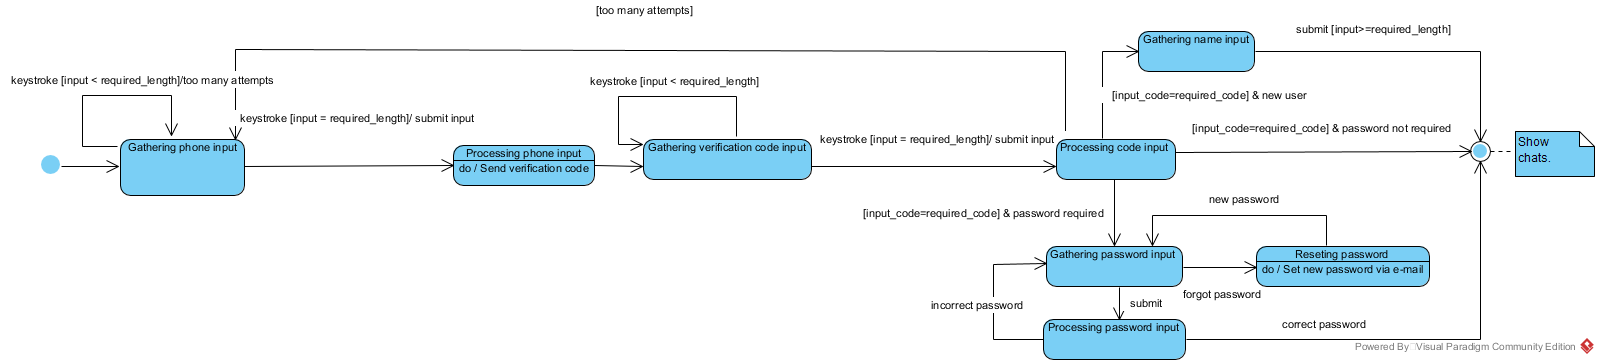 [too many attempts]
Gathering name input
submit [input>=required_length]
keystroke [input < required_length]/too many attempts
keystroke [input < required_length]
[input_code=required_code] & new user
keystroke [input = required_length]/ submit input
keystroke [input = required_length]/ submit input
[input_code=required_code] & password not required
Gathering phone input
Processing phone input
do / Send verification code
Gathering verification code input
Processing code input
Show
chats.
[input_code=required_code] & password required
new password
Gathering password input
Reseting password
do / Set new password via e-mail
forgot password
incorrect password
submit
Processing password input
correct password
Powered By Visual Paradigm Community Edition